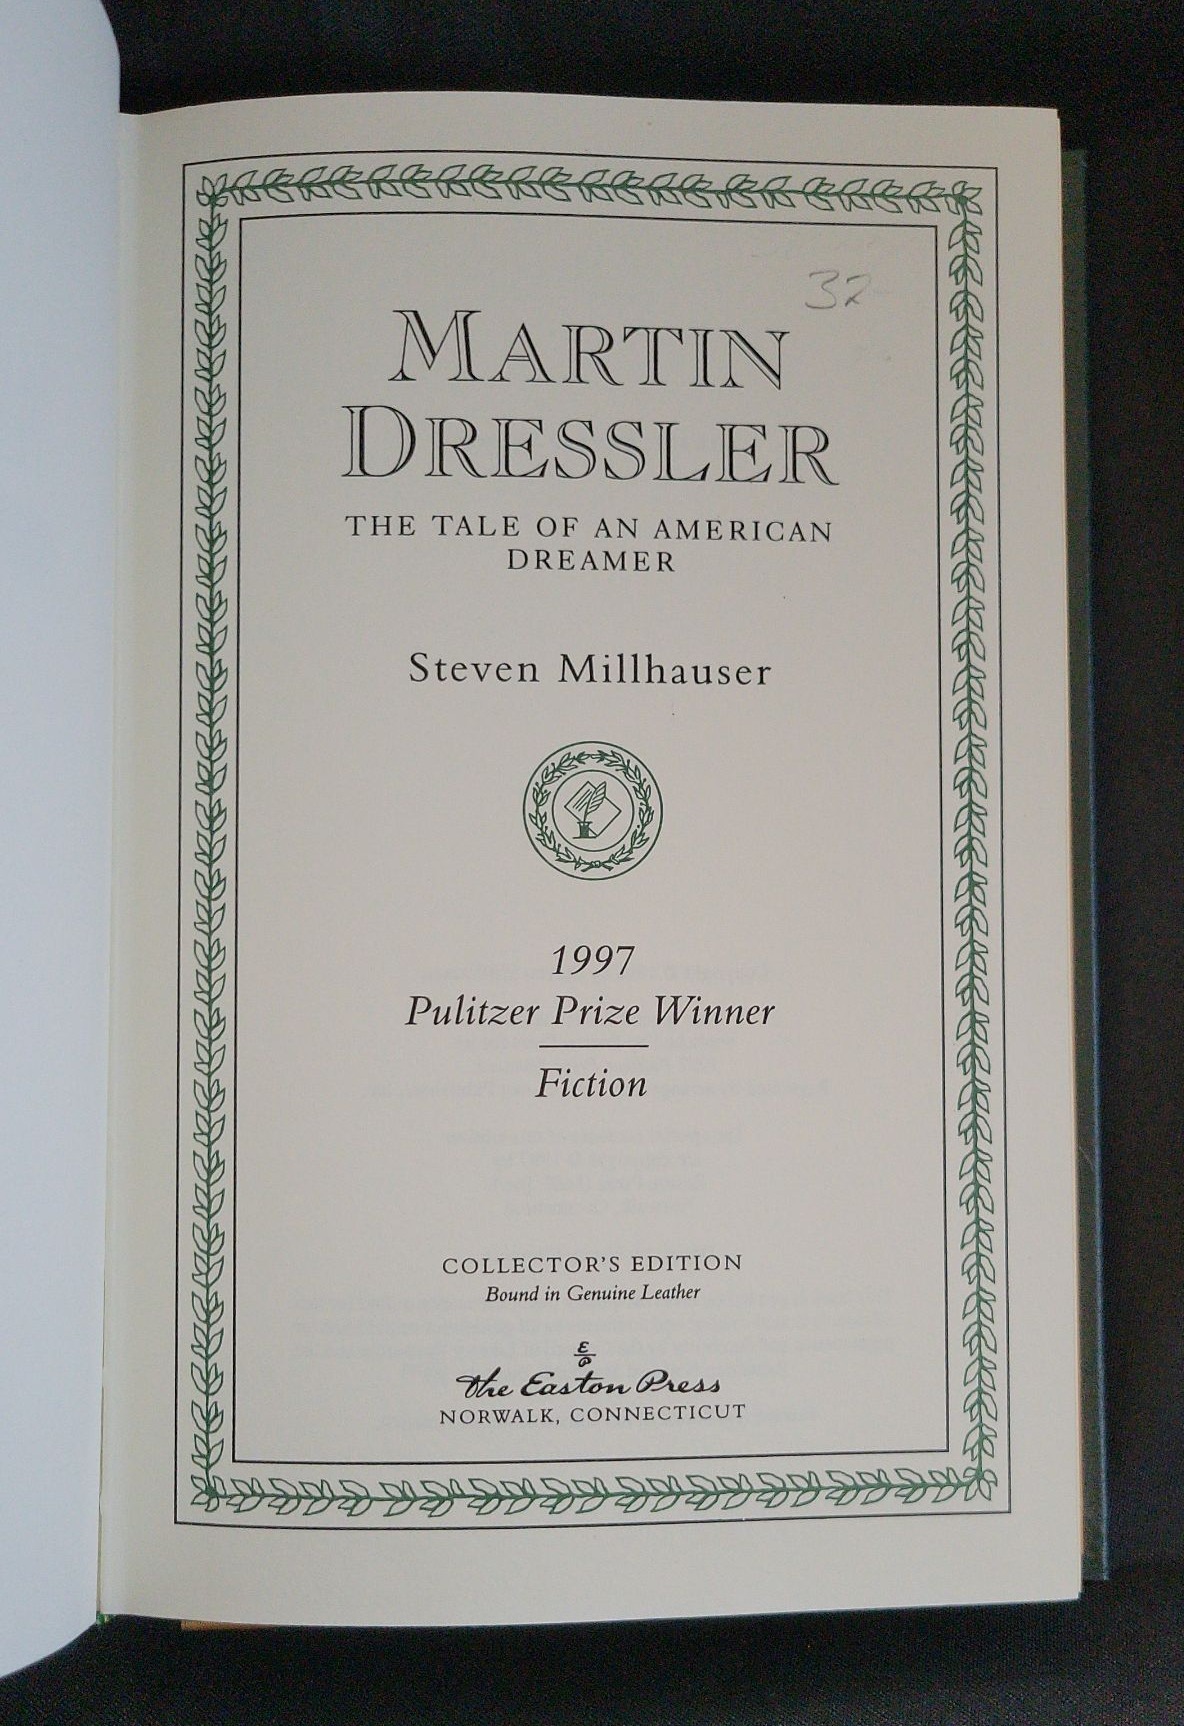 32
MARTIN
DRESSLER
THE TALE OF AN AMERICAN
DREAMER
Steven Millhauser
1997
Pulitzer Prize Winner
Fiction
COLLECTOR'S EDITION
Bound in Genuine Leather
E
P
The Easton Press
NORWALK, CONNECTICUT